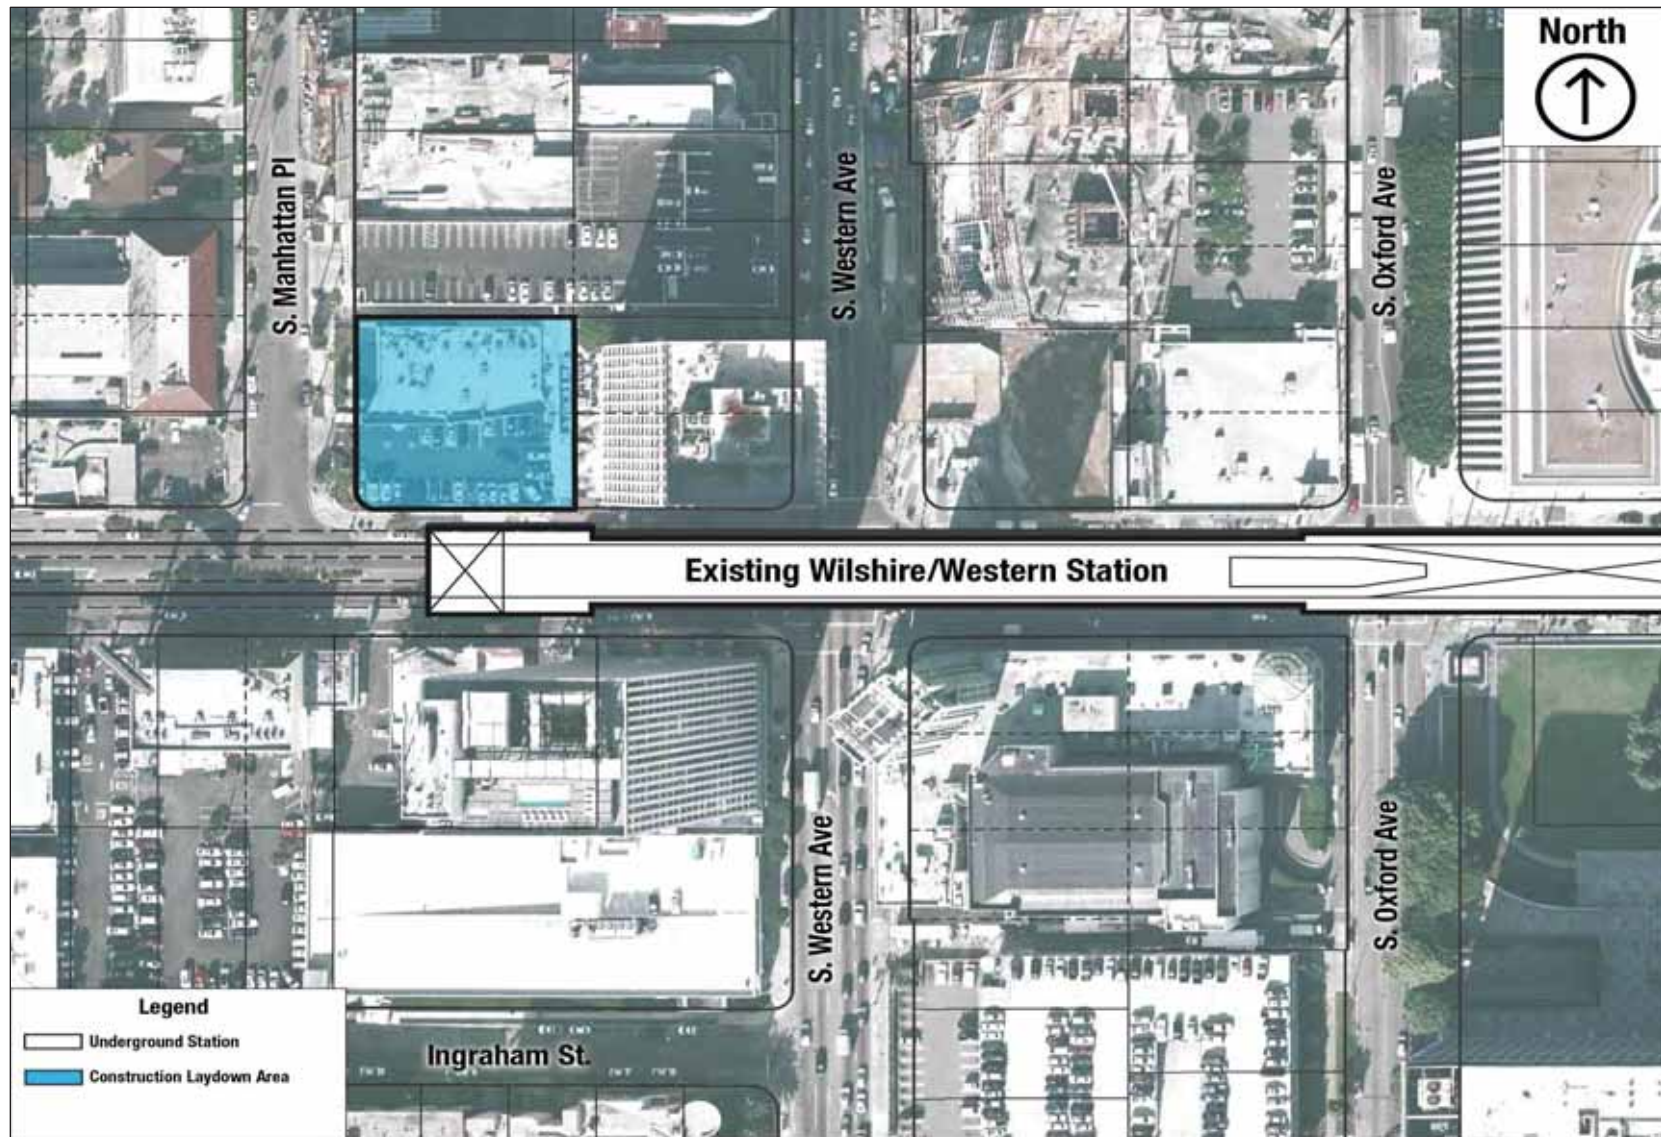 North
S. Manhattan Pl
S. Western Ave
S. Oxford Ave
Existing Wilshire/Western Station
S. Western Ave
S. Oxford Ave
Legend
Underground Station
Construction Laydown Area
Ingraham St.